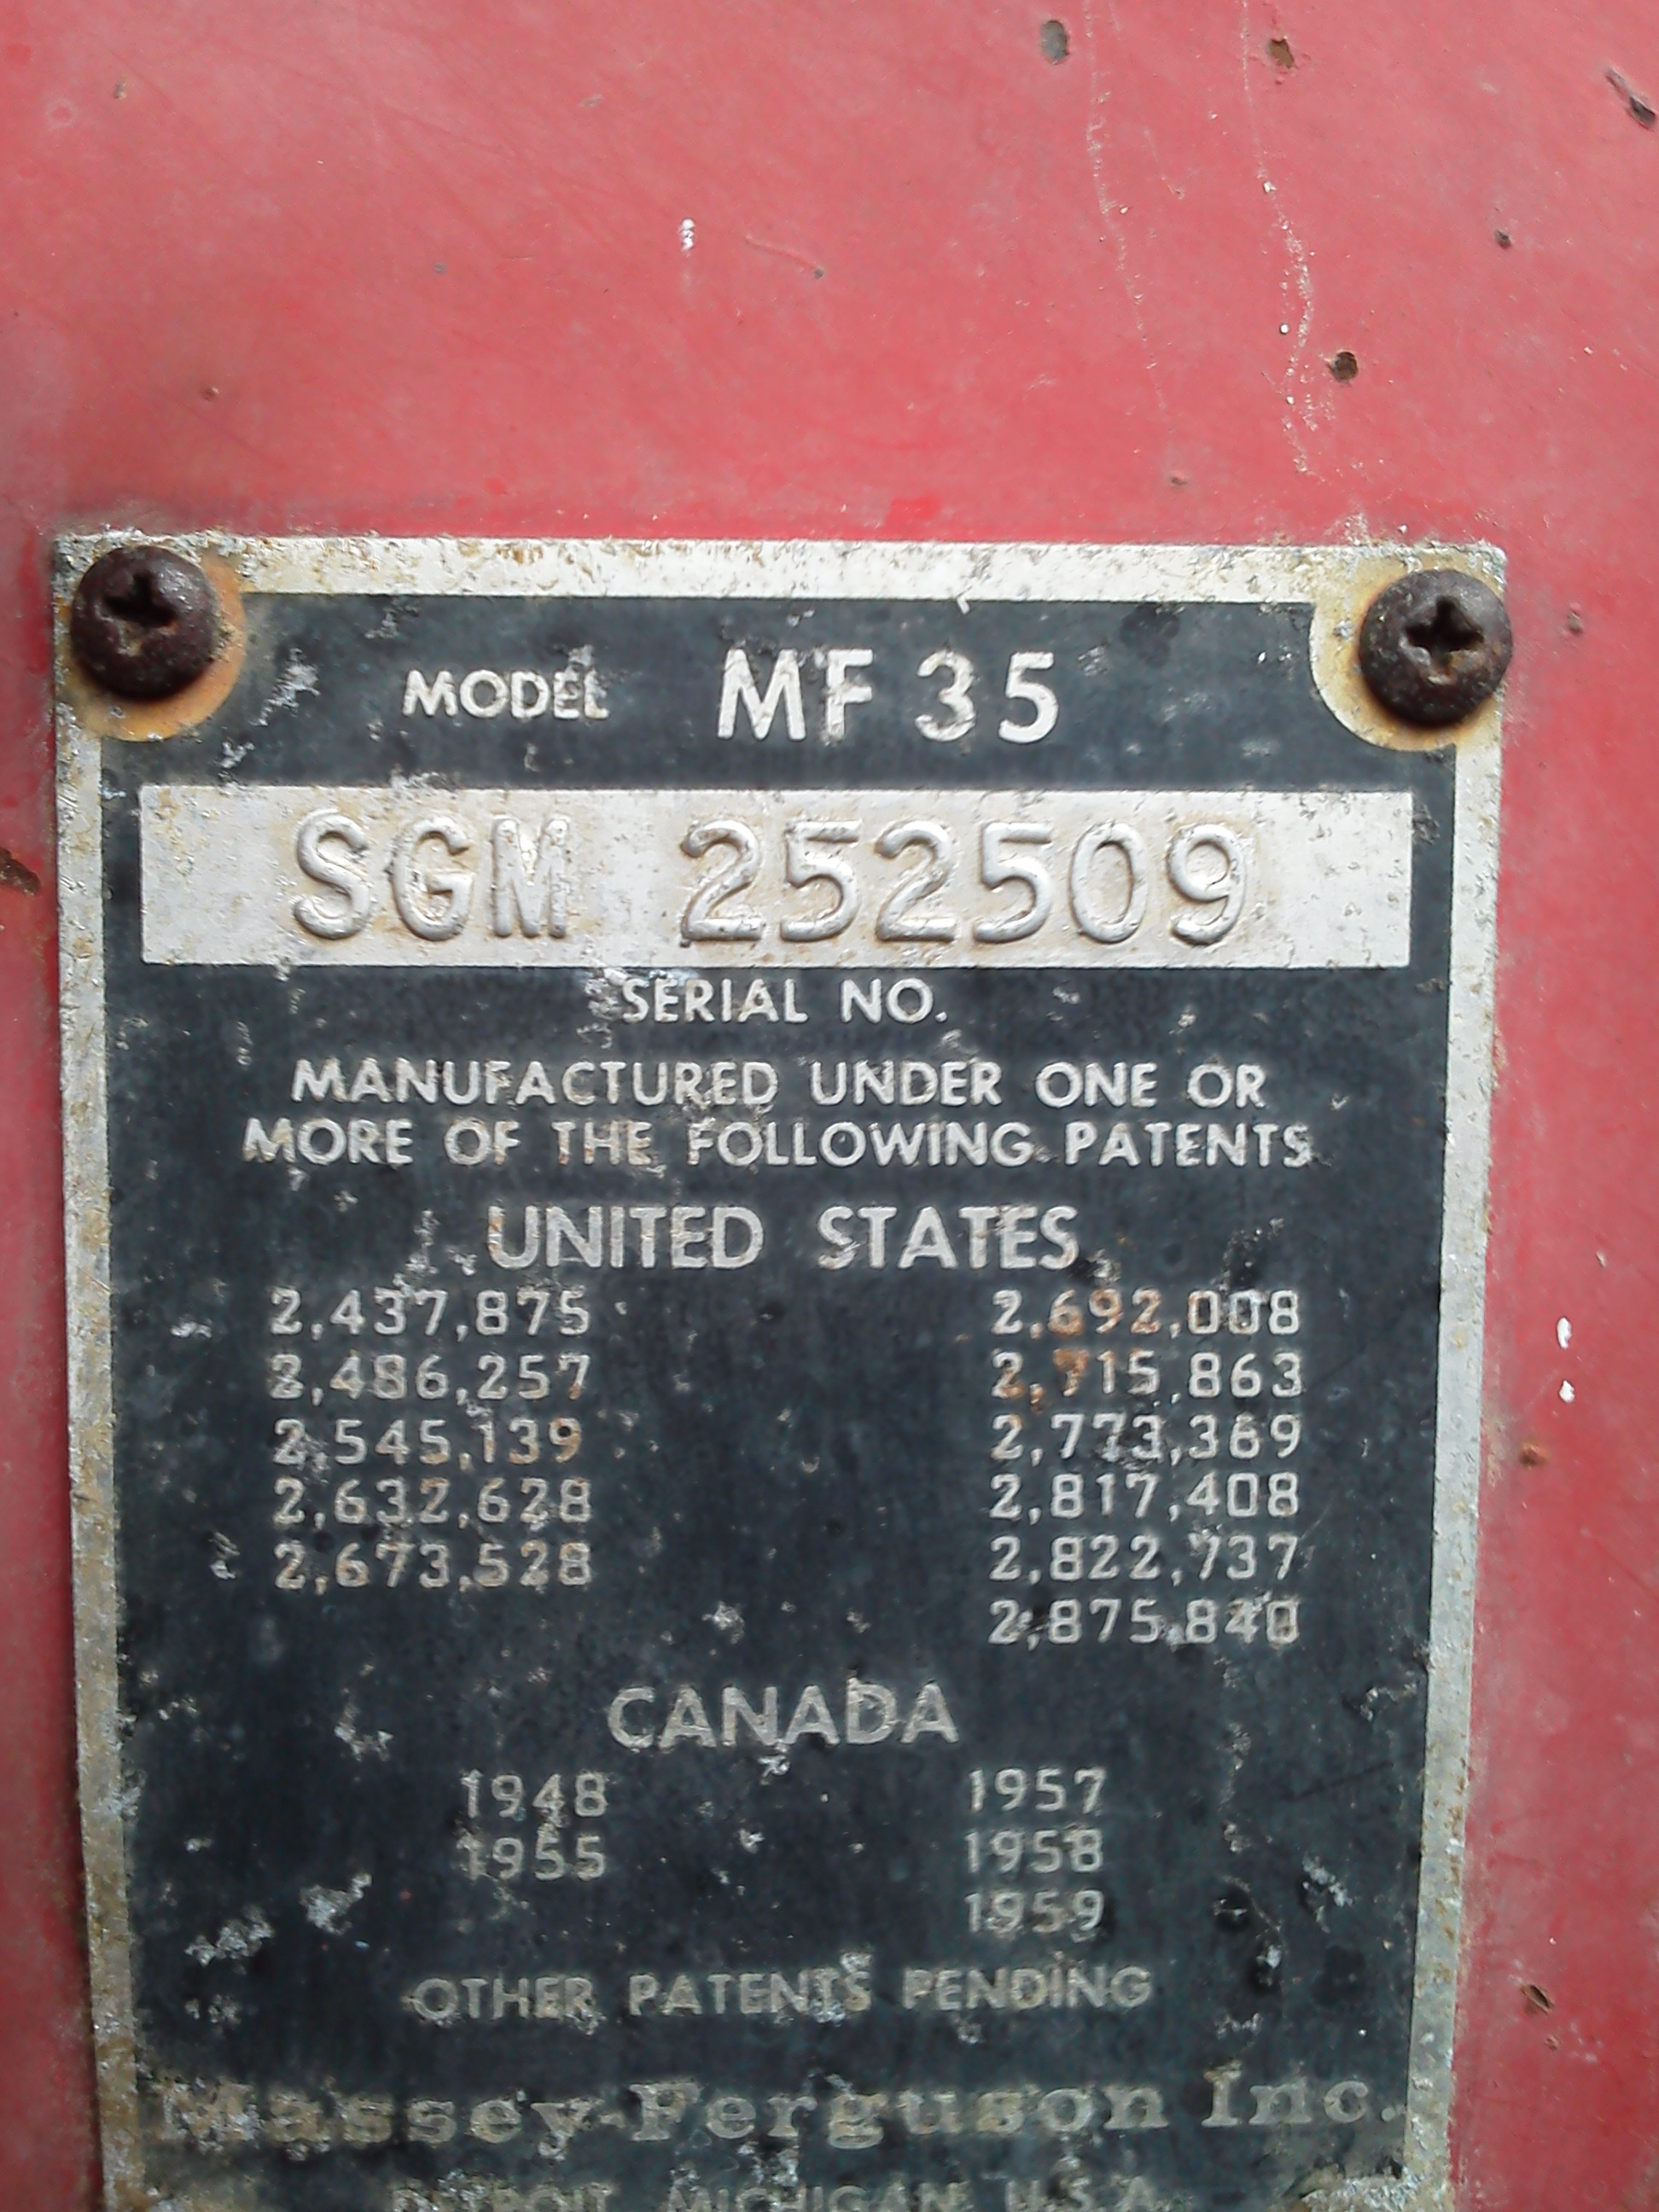 MODEL MF 35
SGM 252509
SERIAL NO.
MANUFACTURED UNDER ONE OR
MORE OF THE FOLLOWING PATENTS
UNITED STATES
2,437,875 2,692,008
2,486,257 2,715,863
2,545,139 2,773,369
2,632,628 2,817,408
2,673,528 2,822,737
2,875,840
CANADA
1948 1957
1955 1958
1959
OTHER PATENTS PENDING
Massey-Ferguson Inc.
DETROIT, MICHIGAN, U.S.A.